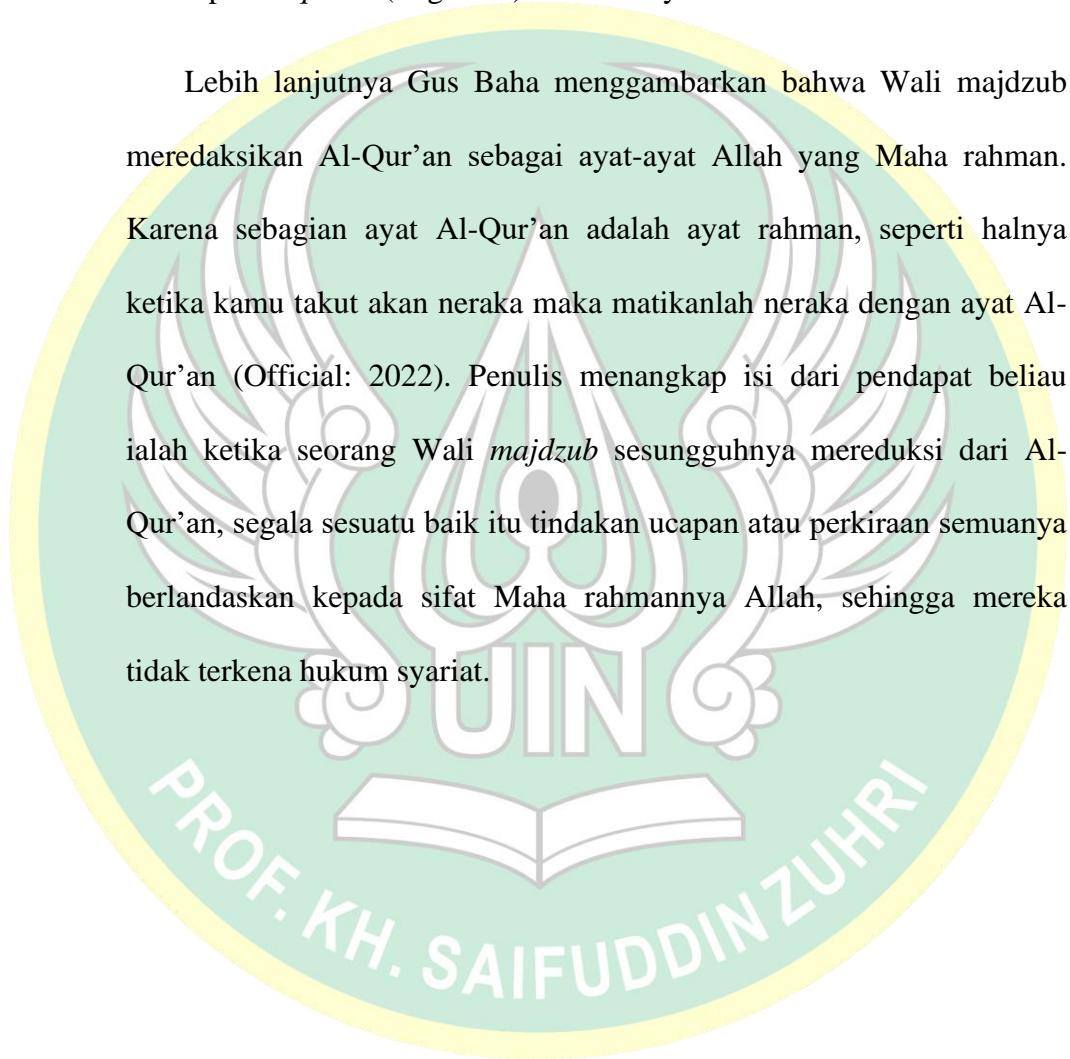 Lebih lanjutnya Gus Baha menggambarkan bahwa Wali majdzub
meredaksikan Al-Qur’an sebagai ayat-ayat Allah yang Maha rahman.
Karena sebagian ayat Al-Qur’an adalah ayat rahman, seperti halnya
ketika kamu takut akan neraka maka matikanlah neraka dengan ayat Al-
Qur’an (Official: 2022). Penulis menangkap isi dari pendapat beliau
ialah ketika seorang Wali majdzub sesungguhnya mereduksi dari Al-
Qur’an, segala sesuatu baik itu tindakan ucapan atau perkiraan semuanya
berlandaskan kepada sifat Maha rahmannya Allah, sehingga mereka
tidak terkena hukum syariat.
UIN
PROF. KH. SAIFUDDIN ZUHRI